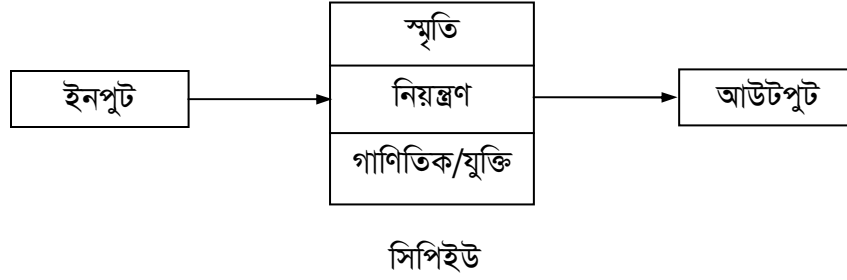 স্মৃতি
ইনপুট
নিয়ন্ত্রণ
আউটপুট
গাণিতিক/যুক্তি
সিপিইউ